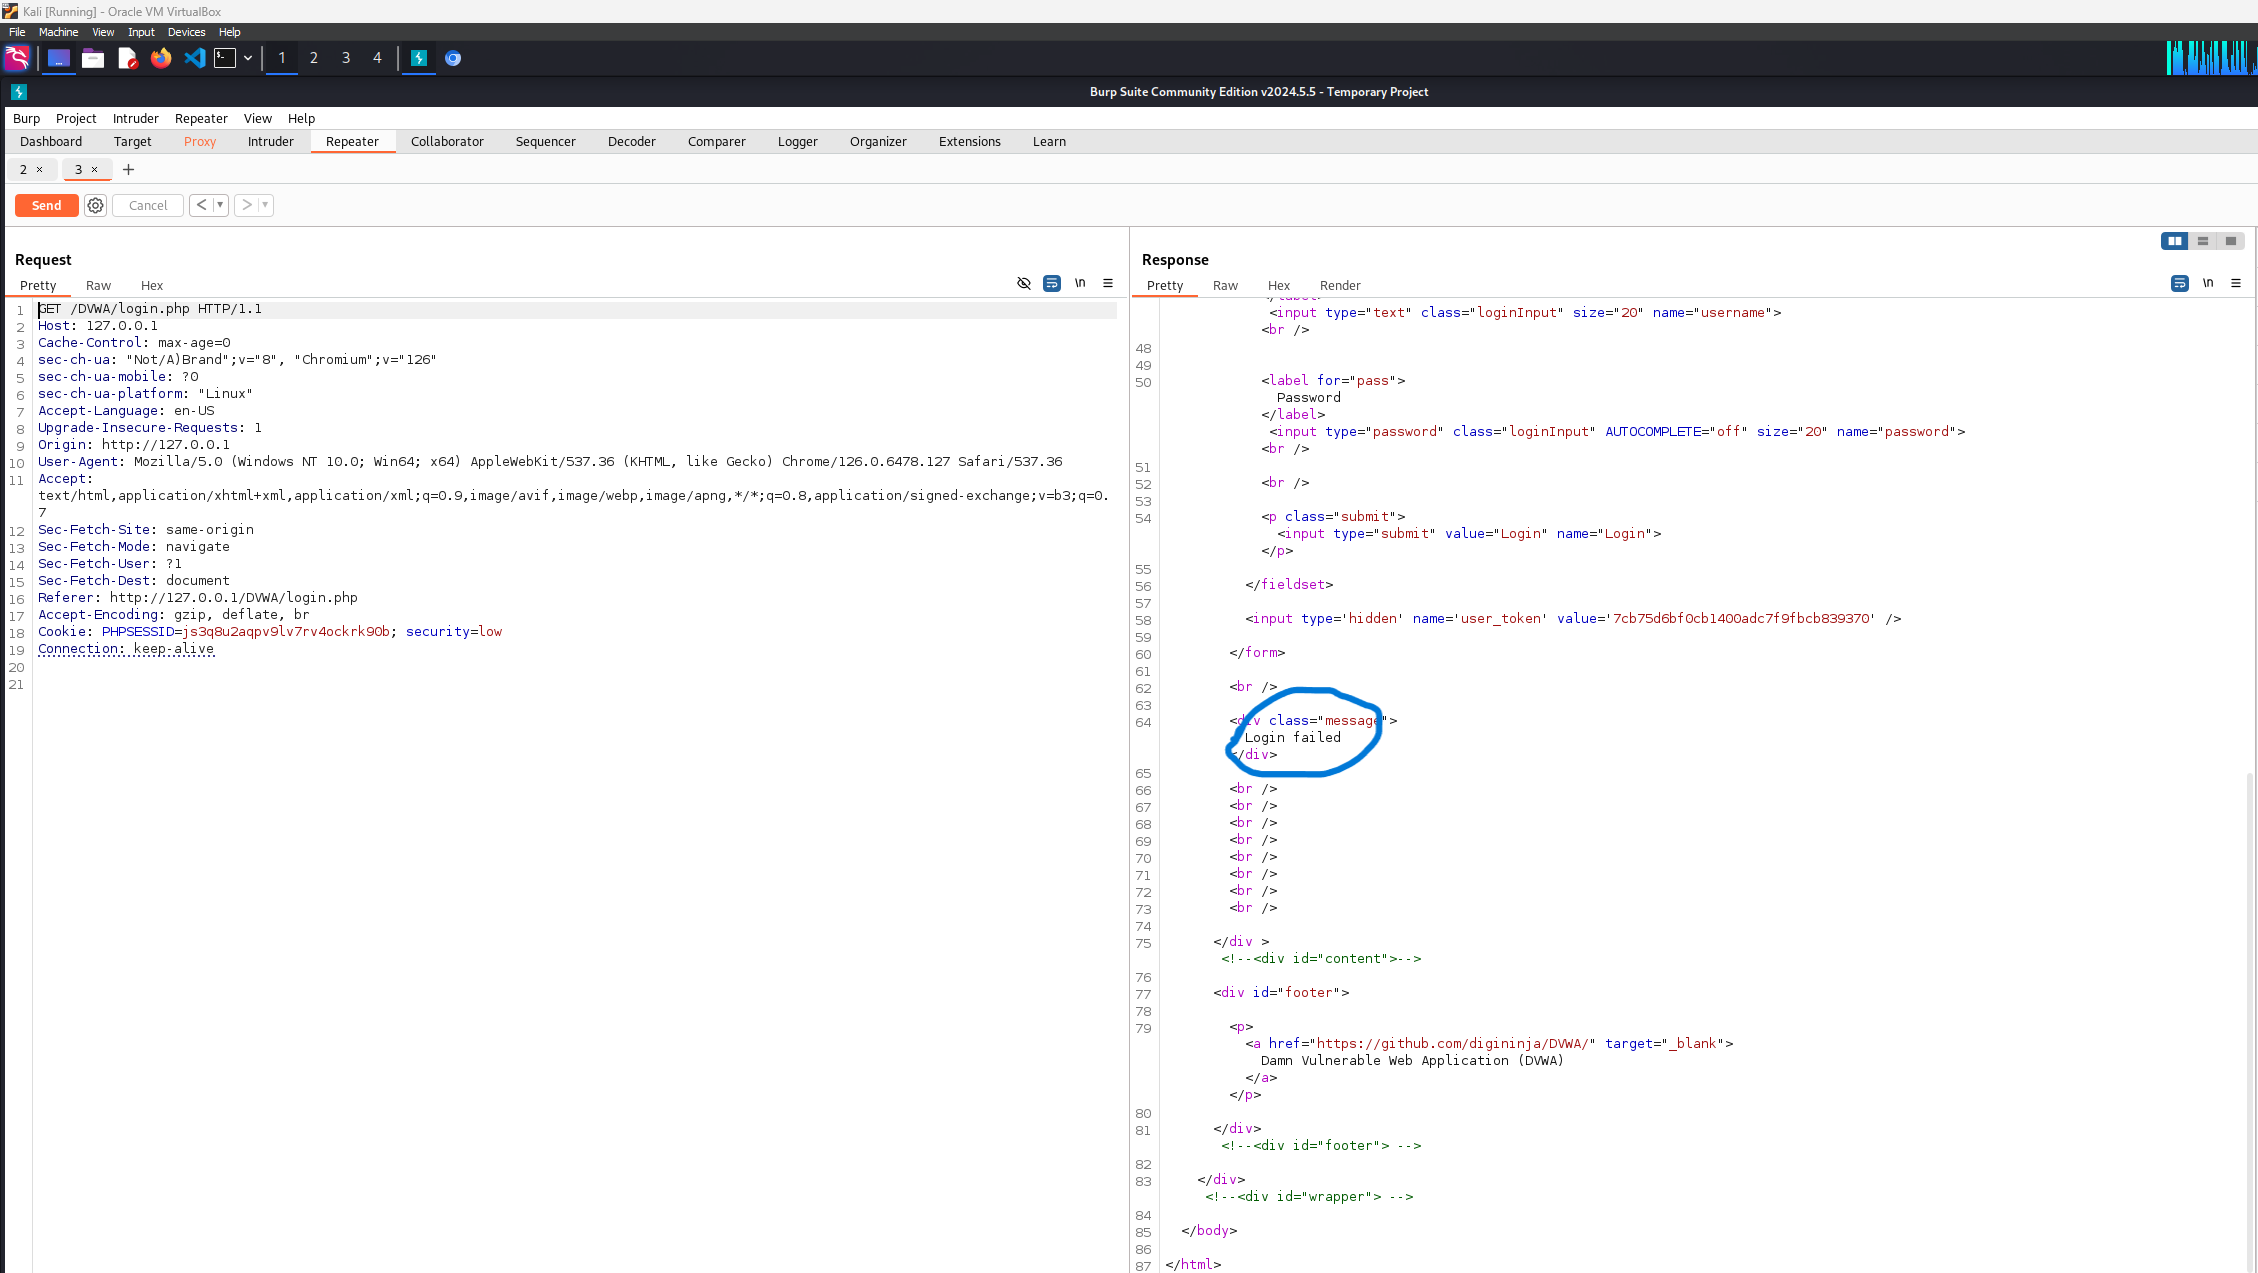 Kali [Running] - Oracle VM VirtualBox
File Machine View Input Devices Help
1 2 3 4
Burp Suite Community Edition v2024.5.5 - Temporary Project
Burp Project Intruder Repeater View Help
Dashboard Target Proxy Intruder Repeater Collaborator Sequencer Decoder Comparer Logger Organizer Extensions Learn
2 × 3 × +
Send Cancel < >
Request
Pretty Raw Hex \n
1 GET /DVWA/login.php HTTP/1.1
2 Host: 127.0.0.1
3 Cache-Control: max-age=0
4 sec-ch-ua: "Not/A)Brand";v="8", "Chromium";v="126"
5 sec-ch-ua-mobile: ?0
6 sec-ch-ua-platform: "Linux"
7 Accept-Language: en-US
8 Upgrade-Insecure-Requests: 1
9 Origin: http://127.0.0.1
10 User-Agent: Mozilla/5.0 (Windows NT 10.0; Win64; x64) AppleWebKit/537.36 (KHTML, like Gecko) Chrome/126.0.6478.127 Safari/537.36
11 Accept:
text/html,application/xhtml+xml,application/xml;q=0.9,image/avif,image/webp,image/apng,*/*;q=0.8,application/signed-exchange;v=b3;q=0.
7
12 Sec-Fetch-Site: same-origin
13 Sec-Fetch-Mode: navigate
14 Sec-Fetch-User: ?1
15 Sec-Fetch-Dest: document
16 Referer: http://127.0.0.1/DVWA/login.php
17 Accept-Encoding: gzip, deflate, br
18 Cookie: PHPSESSID=js3q8u2aqpv9lv7rv4ockrk90b; security=low
19 Connection: keep-alive
20
21
Response
Pretty Raw Hex Render \n
</label>
<input type="text" class="loginInput" size="20" name="username">
<br />
48
49
50 <label for="pass">
Password
</label>
<input type="password" class="loginInput" AUTOCOMPLETE="off" size="20" name="password">
<br />
51
52 <br />
53
54 <p class="submit">
<input type="submit" value="Login" name="Login">
</p>
55
56 </fieldset>
57
58 <input type='hidden' name='user_token' value='7cb75d6bf0cb1400adc7f9fbcb839370' />
59
60 </form>
61
62 <br />
63
64 <div class="message">
Login failed
</div>
65
66 <br />
67 <br />
68 <br />
69 <br />
70 <br />
71 <br />
72 <br />
73 <br />
74
75 </div >
<!--<div id="content">-->
76
77 <div id="footer">
78
79 <p>
<a href="https://github.com/digininja/DVWA/" target="_blank">
Damn Vulnerable Web Application (DVWA)
</a>
</p>
80
81 </div>
<!--<div id="footer"> -->
82
83 </div>
<!--<div id="wrapper"> -->
84
85 </body>
86
87 </html>